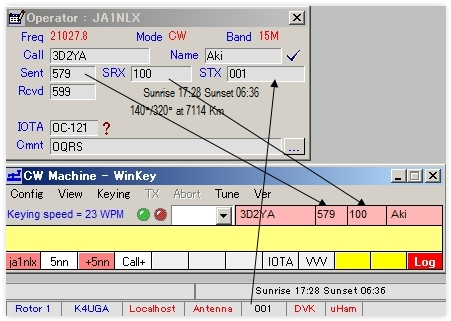 Operator : JA1NLX
Freq 21027.8 Mode CW Band 15M
Call 3D2YA Name Aki
Sent 579 SRX 100 STX 001
Rcvd 599 Sunrise 17:28 Sunset 06:36
140°/320° at 7114 Km
IOTA OC-121 ?
Cmnt OQRS ...
CW Machine - WinKey
Config View Keying TX Abort Tune Ver
Keying speed = 23 WPM 3D2YA 579 100 Aki
ja1nlx 5nn +5nn Call+ IOTA VVV Log
Sunrise 17:28 Sunset 06:36
Rotor 1 K4UGA Localhost Antenna 001 DVK uHam